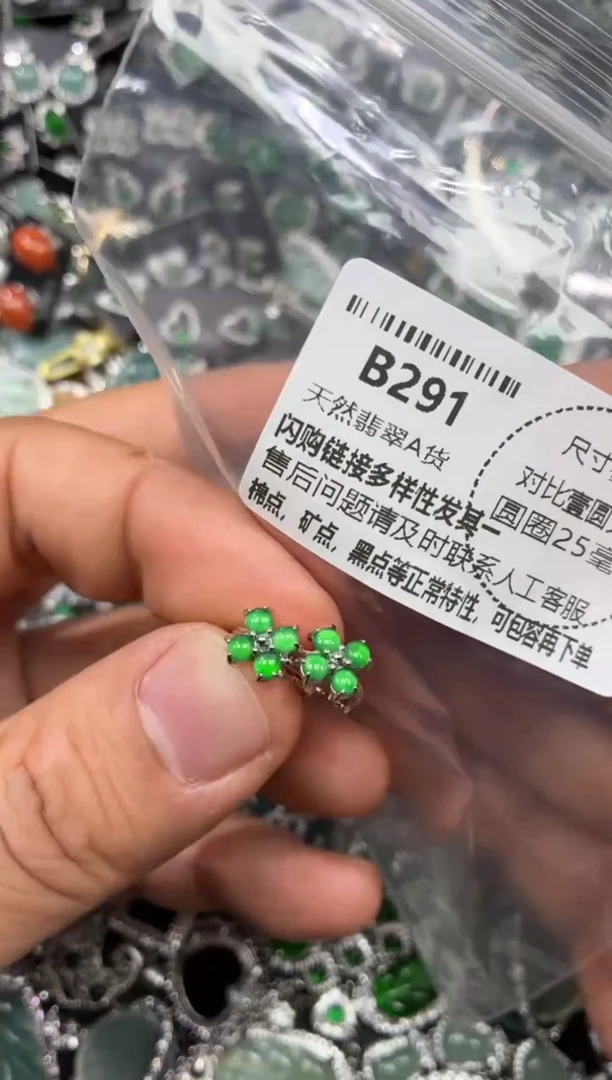 B291
天然翡翠A货
闪购链接多样性发其一
售后问题请及时联系人工客服
棉点，矿点，黑点等正常特性，可包容再下单
尺寸
对比壹圆
圆圈25毫